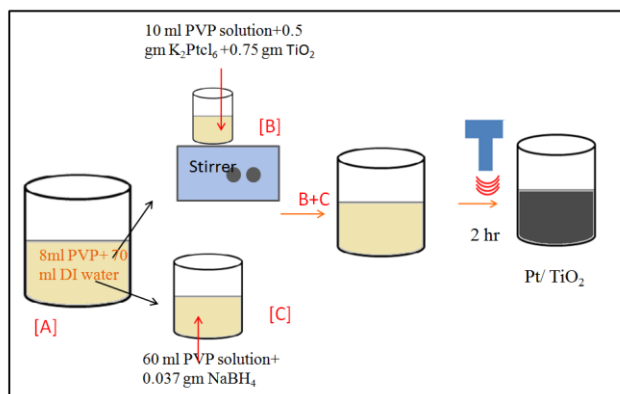 10 ml PVP solution+0.5
gm K₂Ptcl₆ +0.75 gm TiO₂
[B]
Stirrer
8ml PVP+ 70
ml DI water
[A]
B+C
2 hr
Pt/ TiO₂
[C]
60 ml PVP solution+
0.037 gm NaBH₄